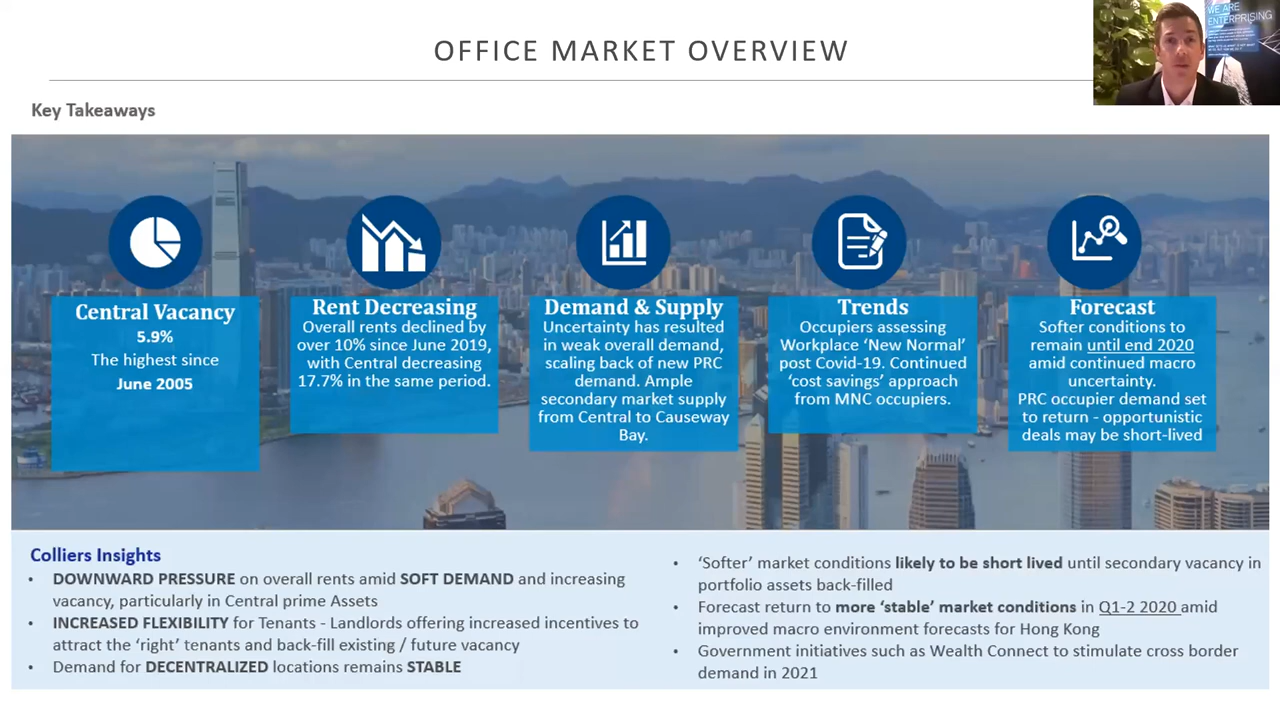 OFFICE MARKET OVERVIEW
WE ARE
ENTERPRISING
Key Takeaways
Central Vacancy
5.9%
The highest since
June 2005
Rent Decreasing
Overall rents declined by
over 10% since June 2019,
with Central decreasing
17.7% in the same period.
Demand & Supply
Uncertainty has resulted
in weak overall demand,
scaling back of new PRC
demand. Ample
secondary market supply
from Central to Causeway
Bay.
Trends
Occupiers assessing
Workplace ‘New Normal’
post Covid-19. Continued
‘cost savings’ approach
from MNC occupiers.
Forecast
Softer conditions to
remain until end 2020
amid continued macro
uncertainty.
PRC occupier demand set
to return - opportunistic
deals may be short-lived
Colliers Insights
• DOWNWARD PRESSURE on overall rents amid SOFT DEMAND and increasing
vacancy, particularly in Central prime Assets
• INCREASED FLEXIBILITY for Tenants - Landlords offering increased incentives to
attract the ‘right’ tenants and back-fill existing / future vacancy
• Demand for DECENTRALIZED locations remains STABLE
• ‘Softer’ market conditions likely to be short lived until secondary vacancy in
portfolio assets back-filled
• Forecast return to more ‘stable’ market conditions in Q1-2 2020 amid
improved macro environment forecasts for Hong Kong
• Government initiatives such as Wealth Connect to stimulate cross border
demand in 2021